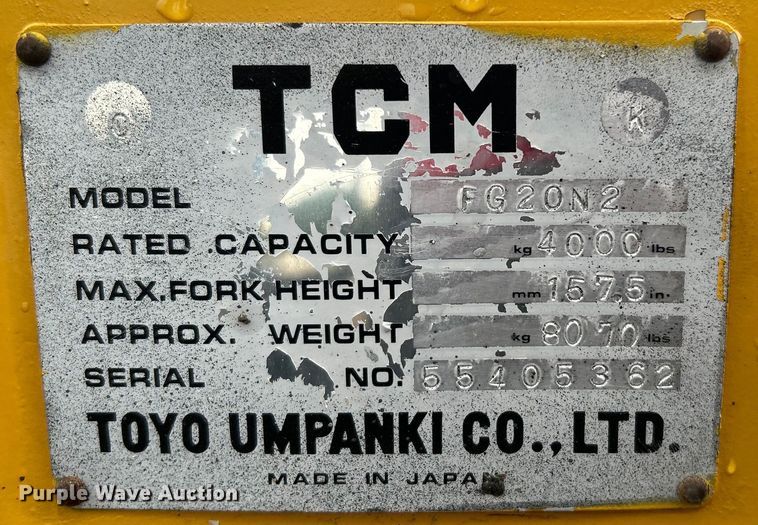 TCM
C K
MODEL FG20N2
RATED CAPACITY kg 4000 lbs
MAX.FORK HEIGHT mm 157.5 in.
APPROX. WEIGHT kg 8070 lbs
SERIAL NO. 55405362
TOYO UMPANKI CO.,LTD.
MADE IN JAPAN
Purple Wave Auction